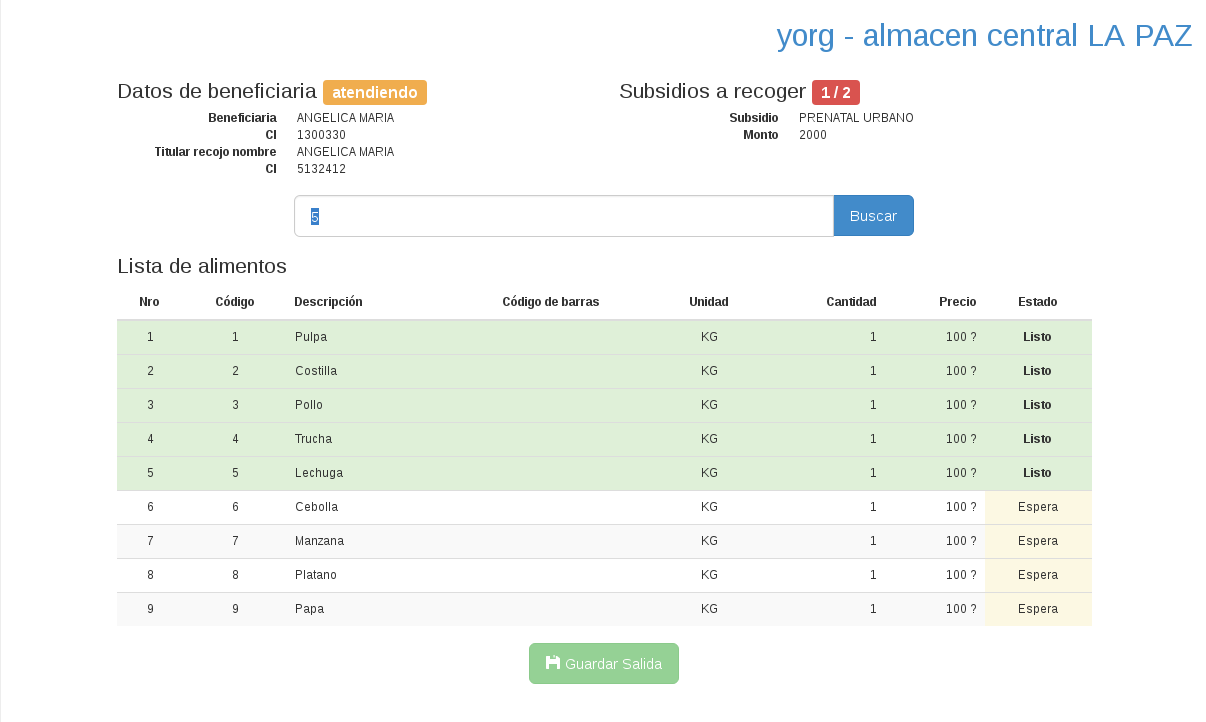 yorg - almacen central LA PAZ
Datos de beneficiaria atendiendo
Beneficiaria ANGELICA MARIA
CI 1300330
Titular recojo nombre ANGELICA MARIA
CI 5132412
Subsidios a recoger 1 / 2
Subsidio PRENATAL URBANO
Monto 2000
5 Buscar
Lista de alimentos
Nro Código Descripción Código de barras Unidad Cantidad Precio Estado
1 1 Pulpa KG 1 100 ? Listo
2 2 Costilla KG 1 100 ? Listo
3 3 Pollo KG 1 100 ? Listo
4 4 Trucha KG 1 100 ? Listo
5 5 Lechuga KG 1 100 ? Listo
6 6 Cebolla KG 1 100 ? Espera
7 7 Manzana KG 1 100 ? Espera
8 8 Platano KG 1 100 ? Espera
9 9 Papa KG 1 100 ? Espera
Guardar Salida